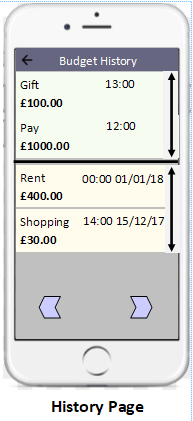 Budget History
Gift 13:00
£100.00
Pay 12:00
£1000.00
Rent 00:00 01/01/18
£400.00
Shopping 14:00 15/12/17
£30.00
History Page